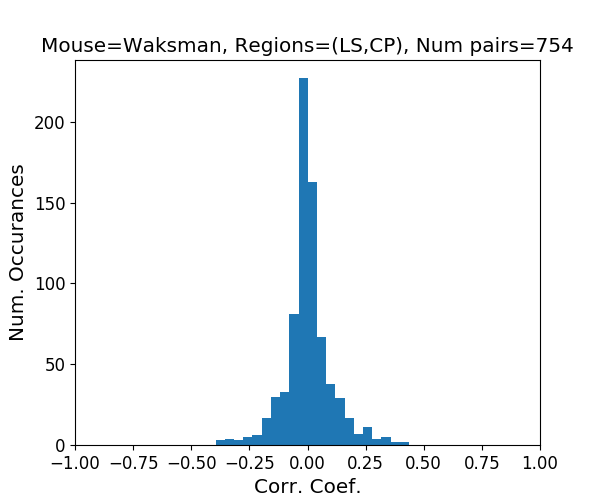 Mouse=Waksman, Regions=(LS,CP), Num pairs=754
Num. Occurances
200
150
100
50
0
−1.00 −0.75 −0.50 −0.25 0.00 0.25 0.50 0.75 1.00
Corr. Coef.